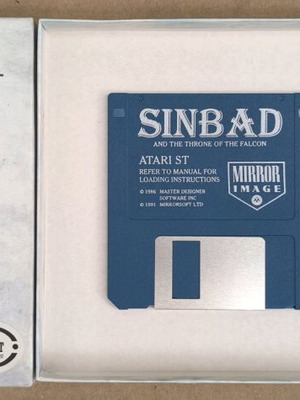 SINBAD
AND THE THRONE OF THE FALCON
ATARI ST
REFER TO MANUAL FOR
LOADING INSTRUCTIONS
© 1986 MASTER DESIGNER
SOFTWARE INC
© 1991 MIRRORSOFT LTD
MIRROR
IMAGE